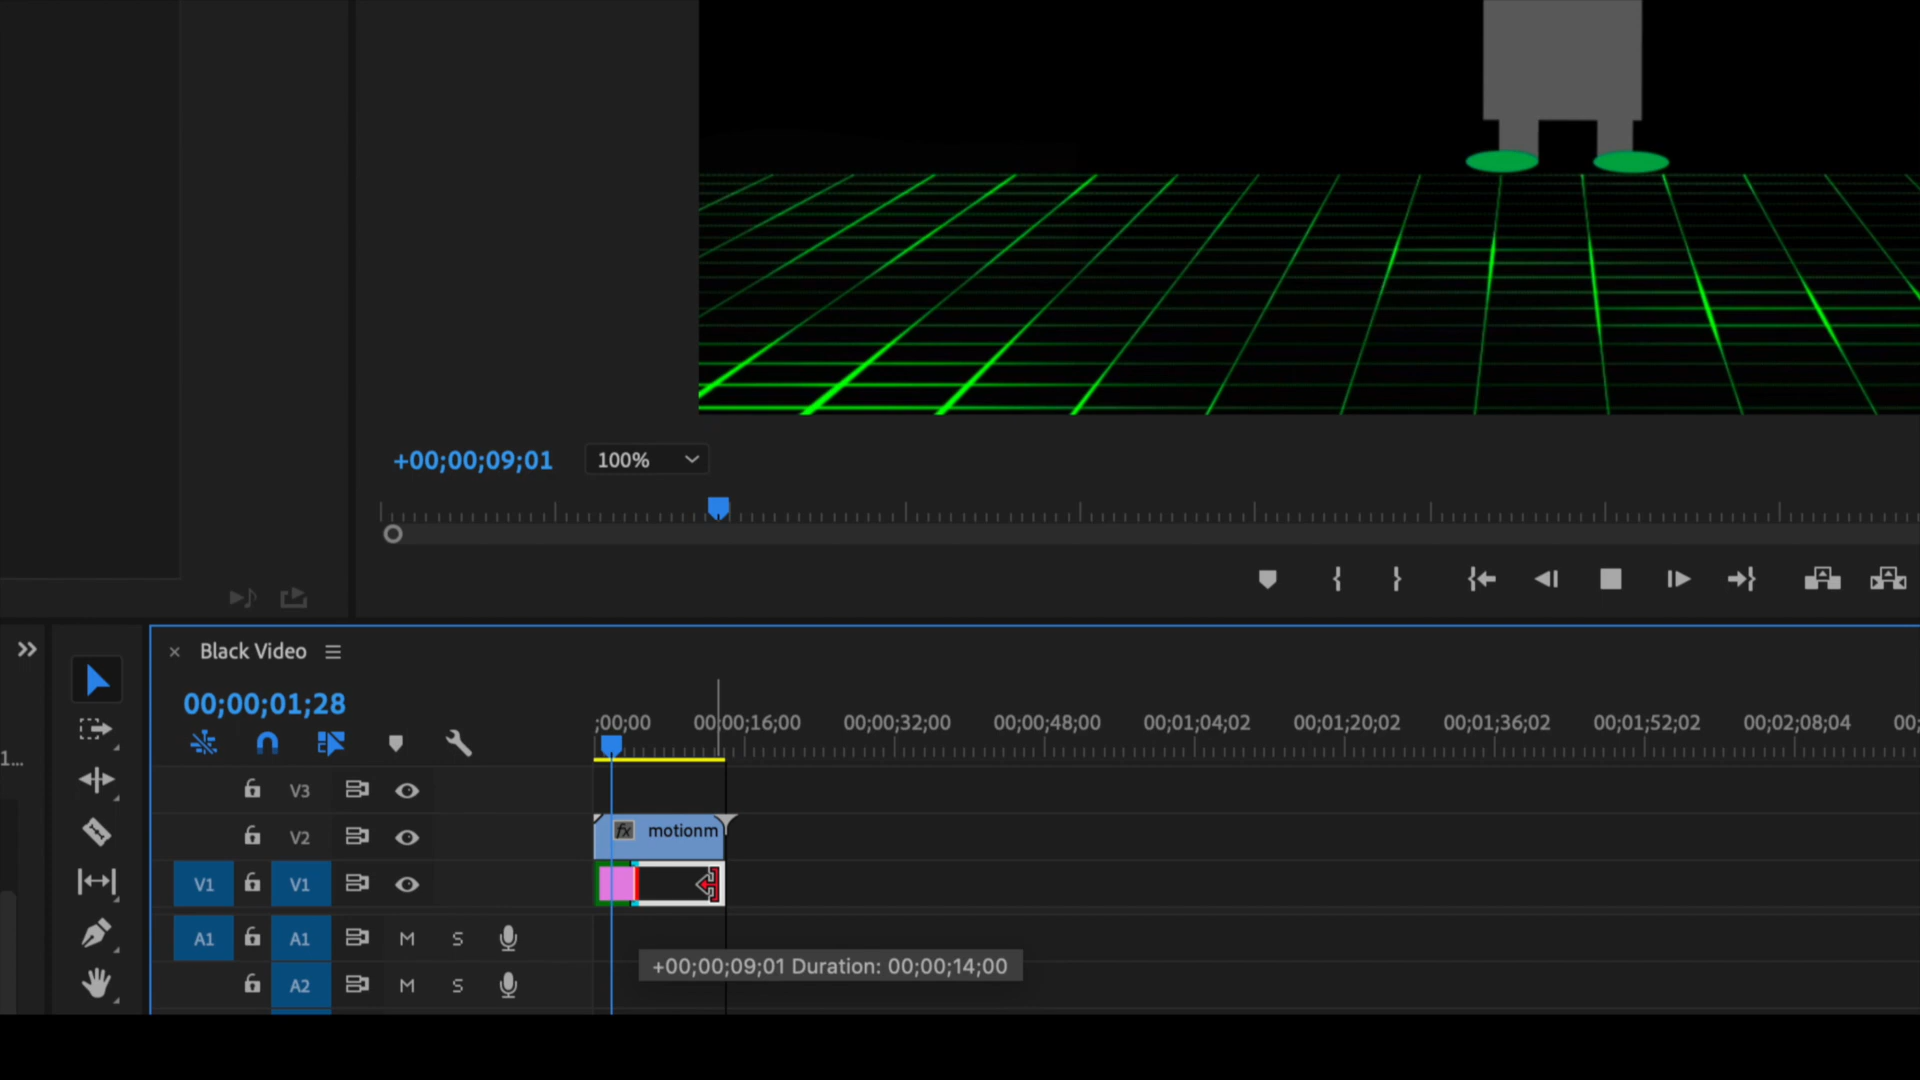 +00;00;09;01 100%
Black Video
00;00;01;28
;00;00 00;00;16;00 00;00;32;00 00;00;48;00 00;01;04;02 00;01;20;02 00;01;36;02 00;01;52;02 00;02;08;04 00;
1...
V3
V2 fx motionm
V1 V1
A1 A1 M S
+00;00;09;01 Duration: 00;00;14;00
A2 M S